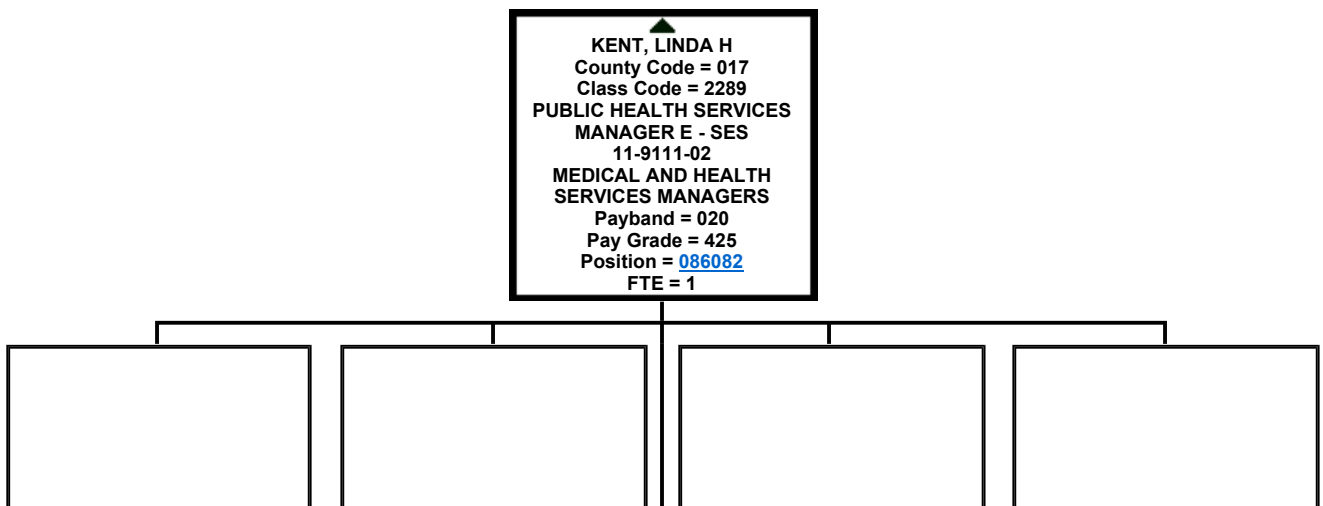 KENT, LINDA H
County Code = 017
Class Code = 2289
PUBLIC HEALTH SERVICES
MANAGER E - SES
11-9111-02
MEDICAL AND HEALTH
SERVICES MANAGERS
Payband = 020
Pay Grade = 425
Position = 086082
FTE = 1